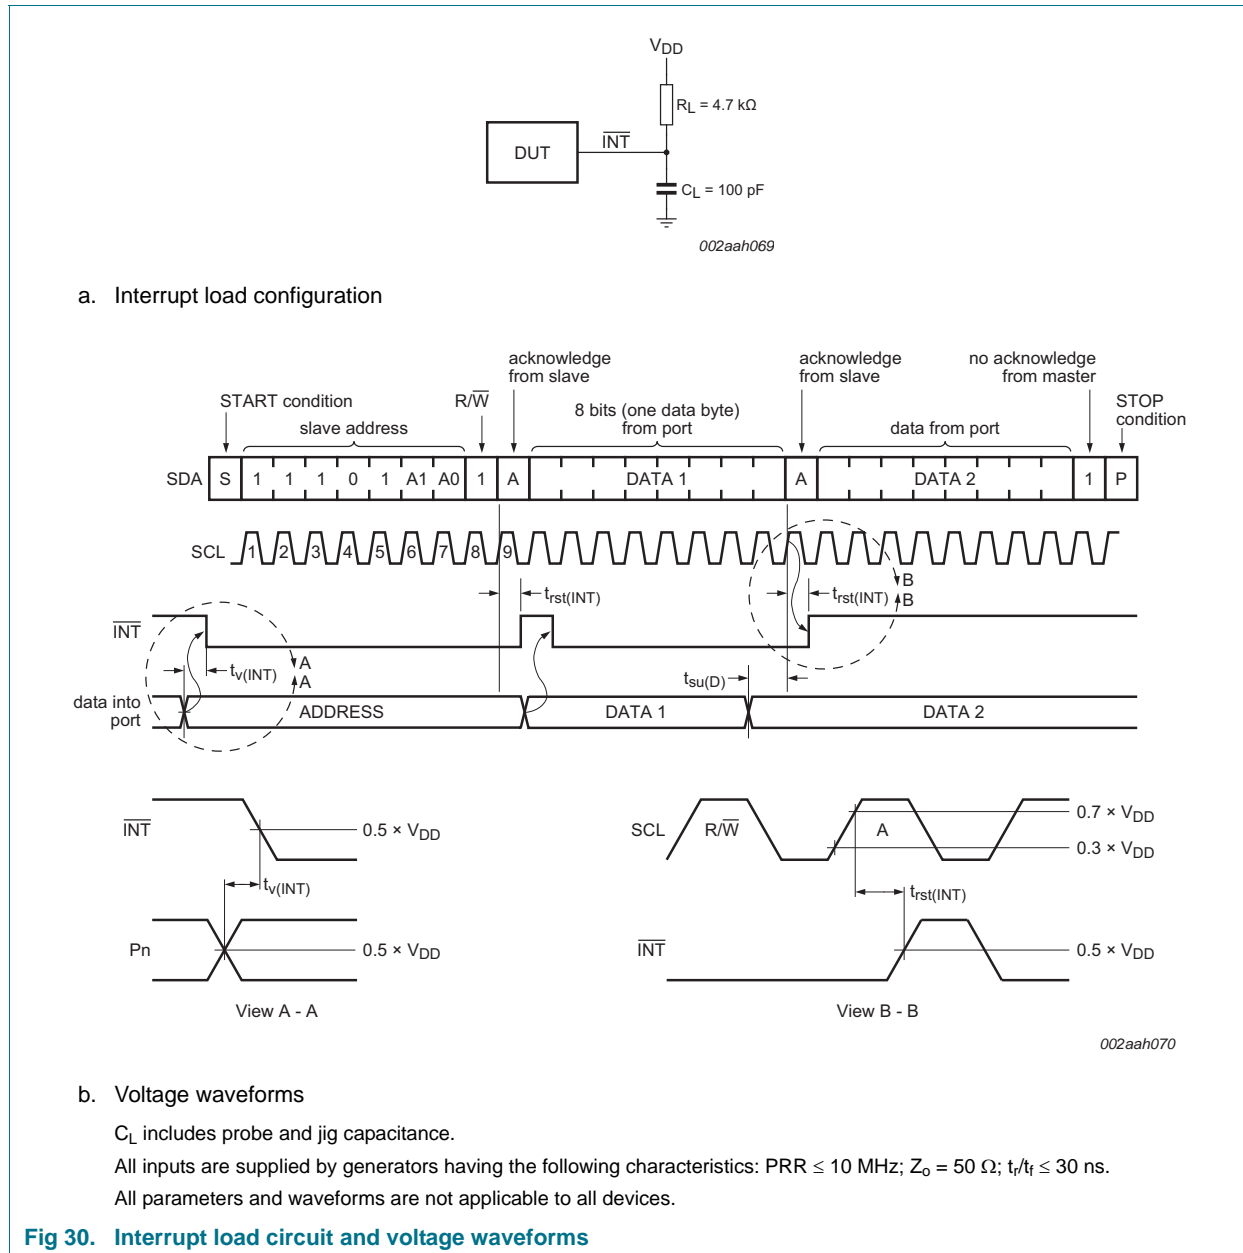 VDD
RL = 4.7 kΩ
DUT
INT
CL = 100 pF
002aah069
a. Interrupt load configuration
acknowledge
from slave
acknowledge
from slave
no acknowledge
from master
START condition
R/W
8 bits (one data byte)
from port
STOP
condition
slave address
data from port
SDA S 1 1 1 0 1 A1 A0 1 A DATA 1 A DATA 2 1 P
SCL 1 2 3 4 5 6 7 8 9
B
B
trst(INT)
trst(INT)
INT
tv(INT)
A
A
tsu(D)
data into
port
ADDRESS
DATA 1
DATA 2
INT
0.5 × VDD
tv(INT)
Pn
0.5 × VDD
View A - A
SCL
R/W
A
0.7 × VDD
0.3 × VDD
trst(INT)
INT
0.5 × VDD
View B - B
002aah070
b. Voltage waveforms
CL includes probe and jig capacitance.
All inputs are supplied by generators having the following characteristics: PRR ≤ 10 MHz; Zo = 50 Ω; tr/tf ≤ 30 ns.
All parameters and waveforms are not applicable to all devices.
Fig 30. Interrupt load circuit and voltage waveforms